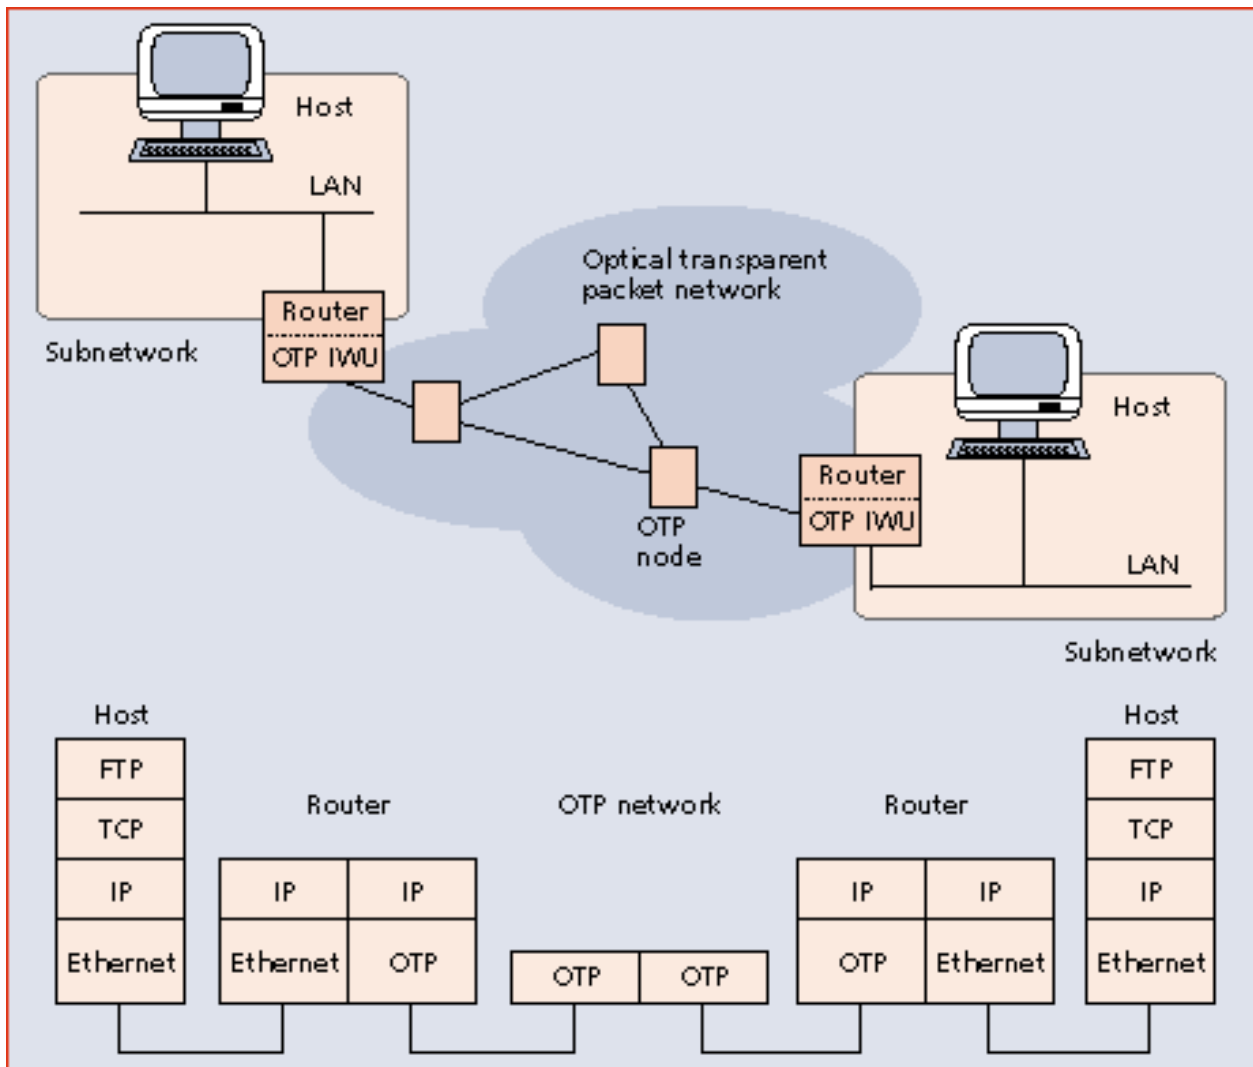 Host
LAN
Optical transparent
packet network
Router
OTP IWU
Subnetwork
Host
Router
OTP IWU
OTP
node
LAN
Subnetwork
Host
Host
FTP
FTP
Router
OTP network
Router
TCP
TCP
IP
IP
IP
IP
IP
IP
Ethernet
Ethernet
OTP
OTP
OTP
OTP
Ethernet
Ethernet